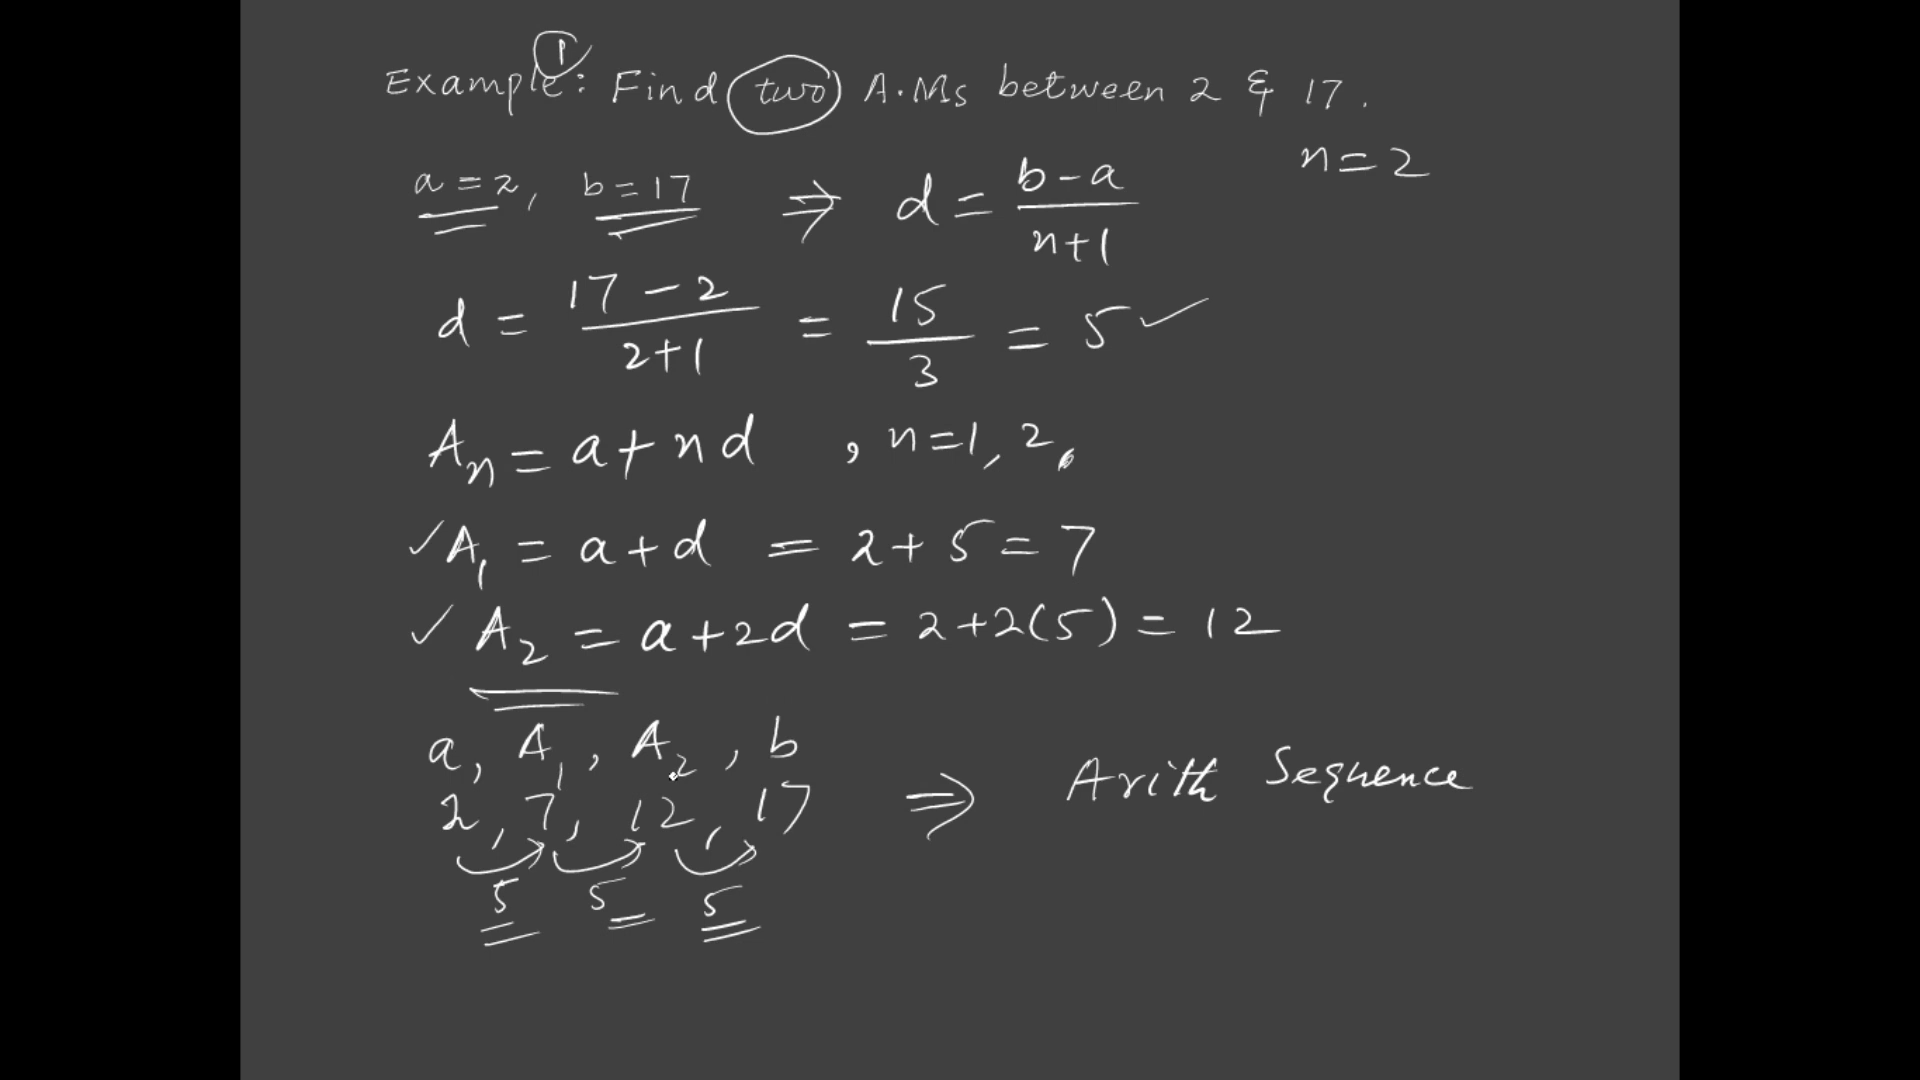 Example 1: Find two A.Ms between 2 & 17.
n=2
a=2, b=17 ⇒ d = (b-a)/(n+1)
d = (17-2)/(2+1) = 15/3 = 5 ✓
Aₙ = a+nd , n=1, 2.
✓ A₁ = a+d = 2+5 = 7
✓ A₂ = a+2d = 2+2(5) = 12
a, A₁, A₂, b
2, 7, 12, 17 ⇒ Arith Sequence
5 5 5